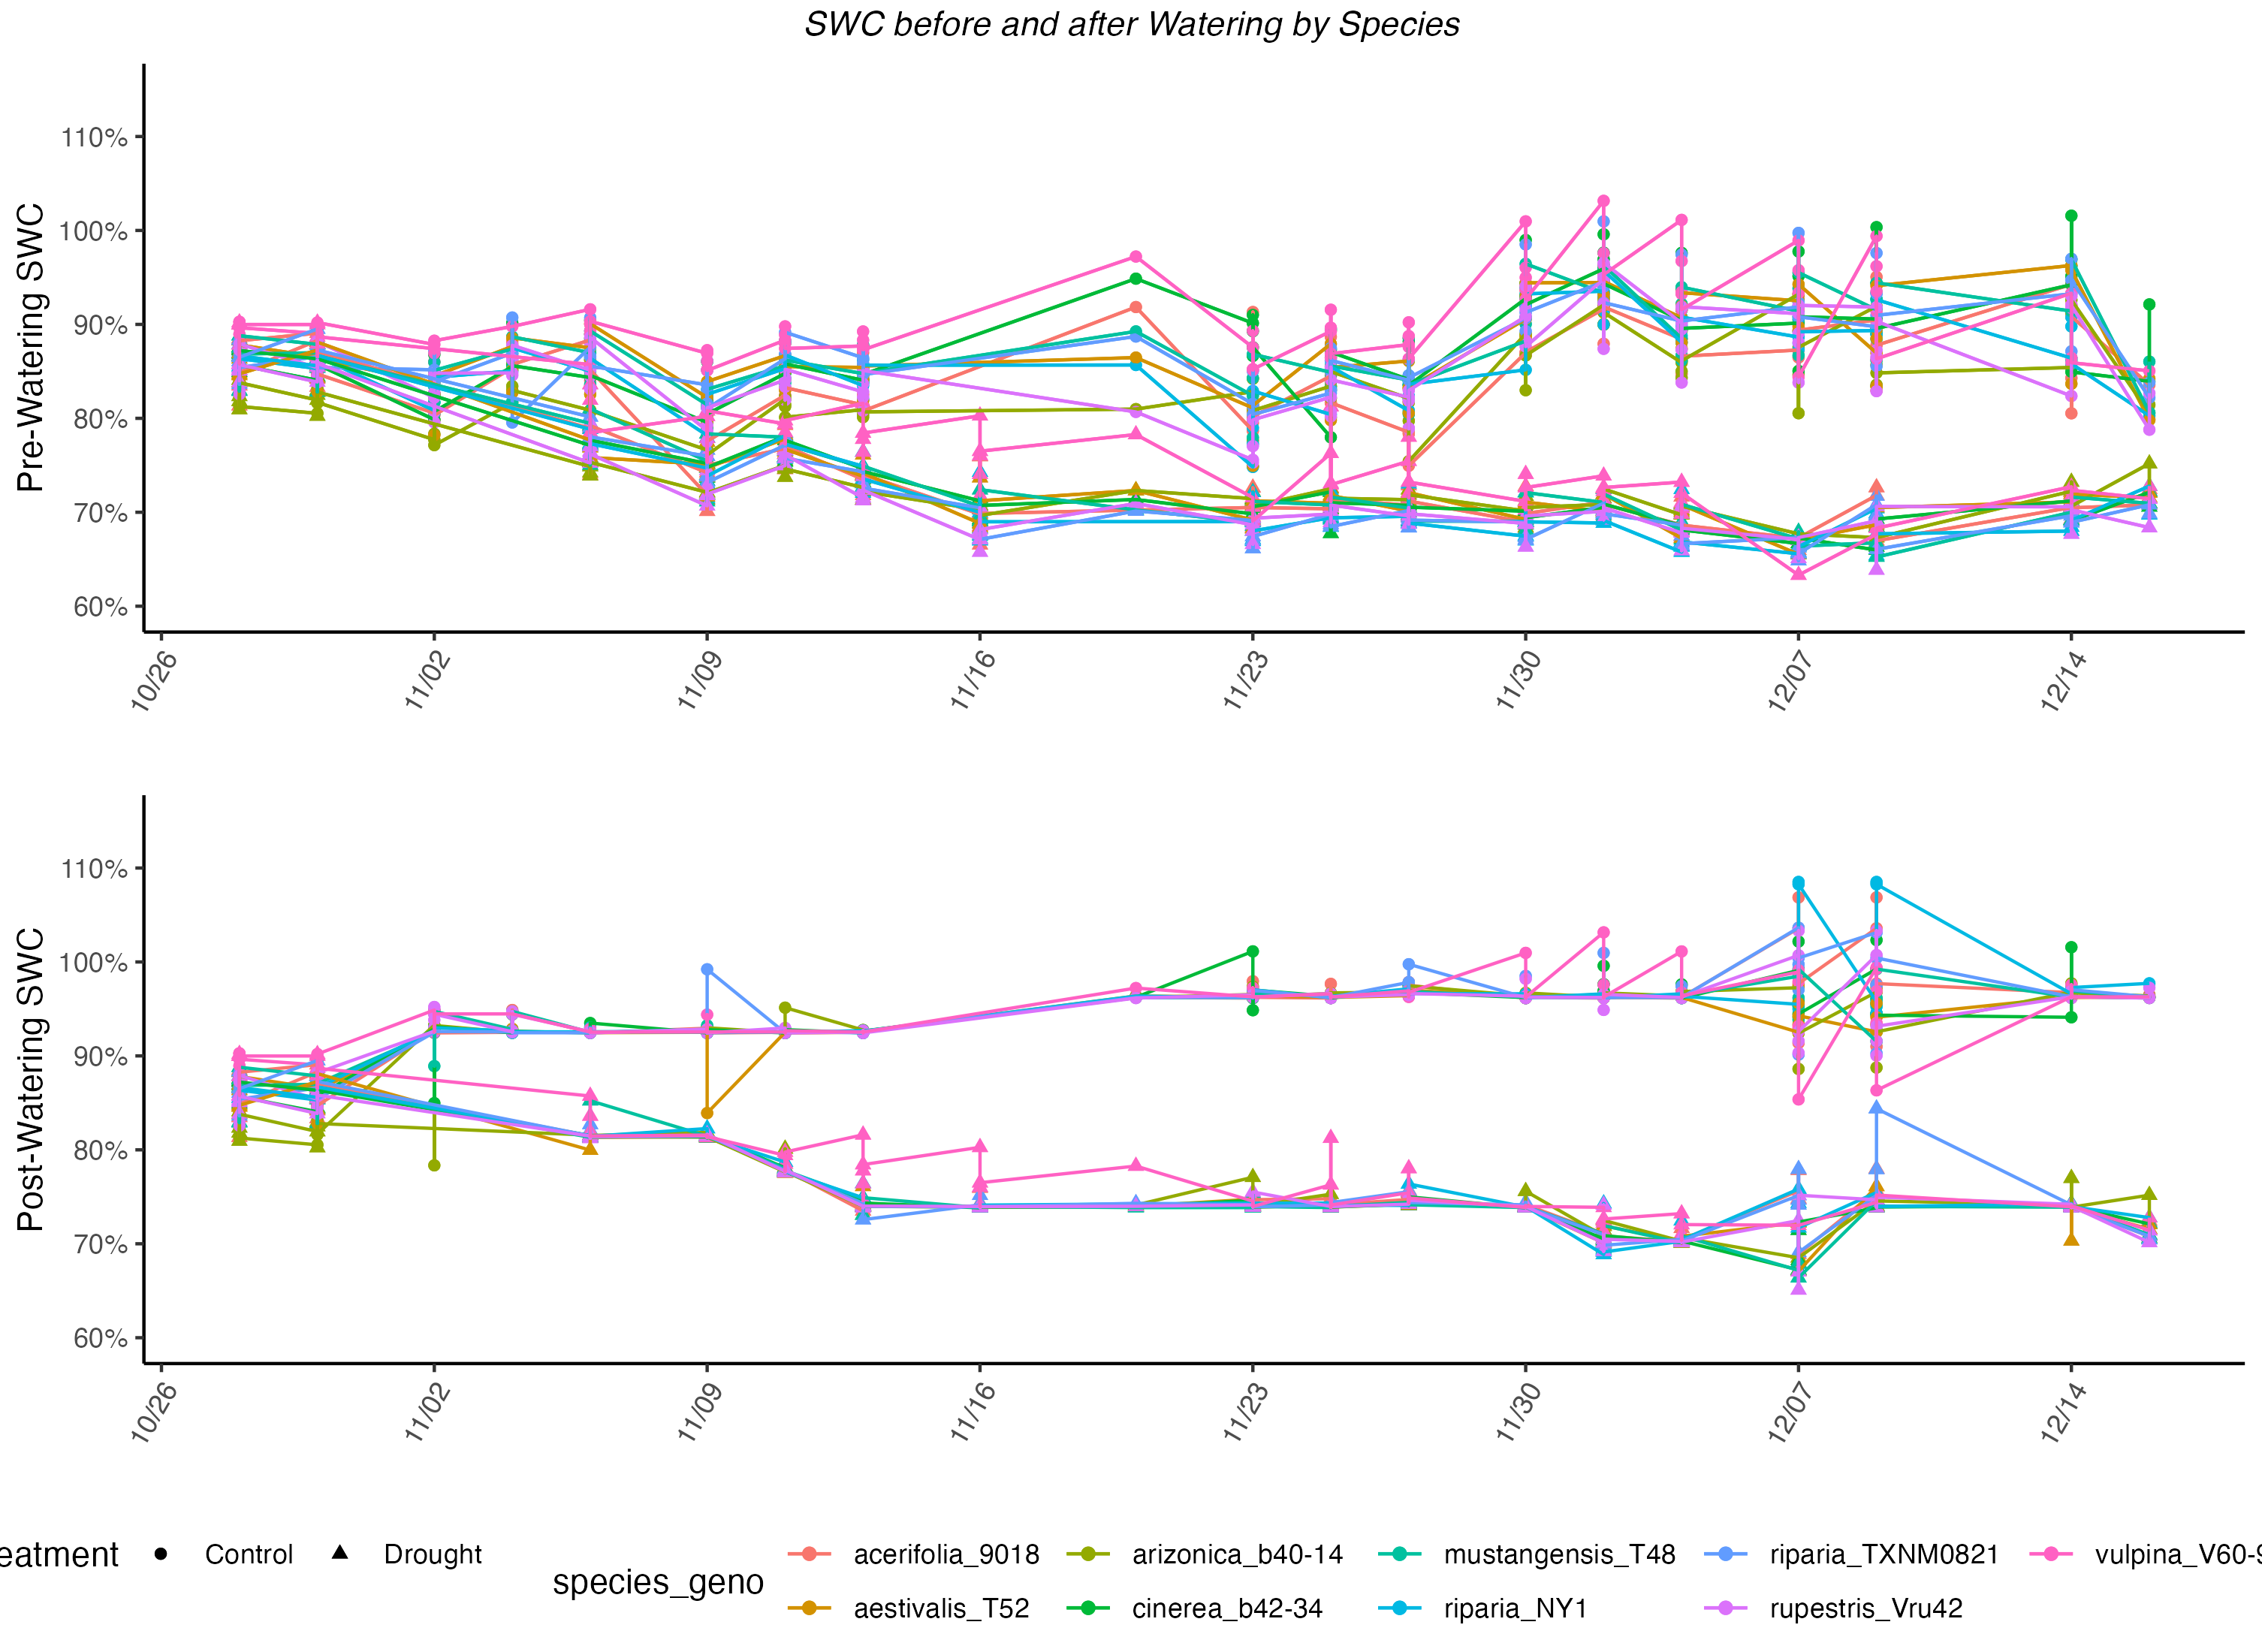 SWC before and after Watering by Species
Pre-Watering SWC
110%
100%
90%
80%
70%
60%
10/26
11/02
11/09
11/16
11/23
11/30
12/07
12/14
Post-Watering SWC
110%
100%
90%
80%
70%
60%
10/26
11/02
11/09
11/16
11/23
11/30
12/07
12/14
eatment
Control
Drought
species_geno
acerifolia_9018
arizonica_b40-14
mustangensis_T48
riparia_TXNM0821
vulpina_V60-9
aestivalis_T52
cinerea_b42-34
riparia_NY1
rupestris_Vru42